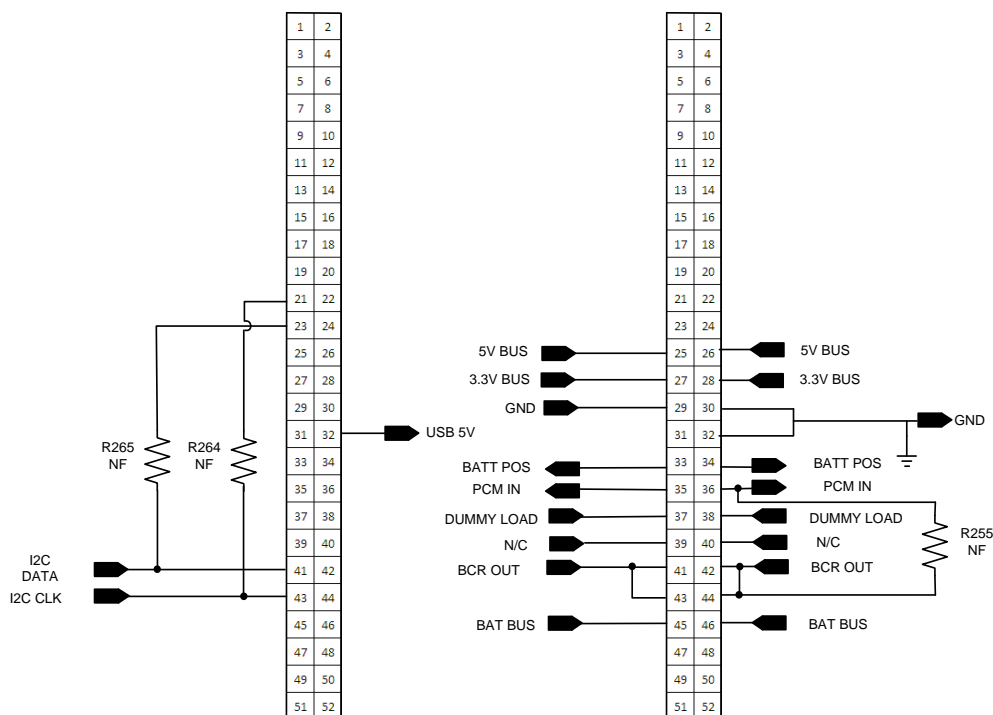 1 2 1 2
3 4 3 4
5 6 5 6
7 8 7 8
9 10 9 10
11 12 11 12
13 14 13 14
15 16 15 16
17 18 17 18
19 20 19 20
21 22 21 22
23 24 23 24
25 26 5V BUS 25 26 5V BUS
27 28 3.3V BUS 27 28 3.3V BUS
29 30 GND 29 30 GND
31 32 USB 5V 31 32
R265 NF R264 NF 33 34 BATT POS 33 34 BATT POS
35 36 PCM IN 35 36 PCM IN
37 38 DUMMY LOAD 37 38 DUMMY LOAD
R255 NF
39 40 N/C 39 40 N/C
I2C DATA 41 42 BCR OUT 41 42 BCR OUT
I2C CLK 43 44 43 44
45 46 BAT BUS 45 46 BAT BUS
47 48 47 48
49 50 49 50
51 52 51 52